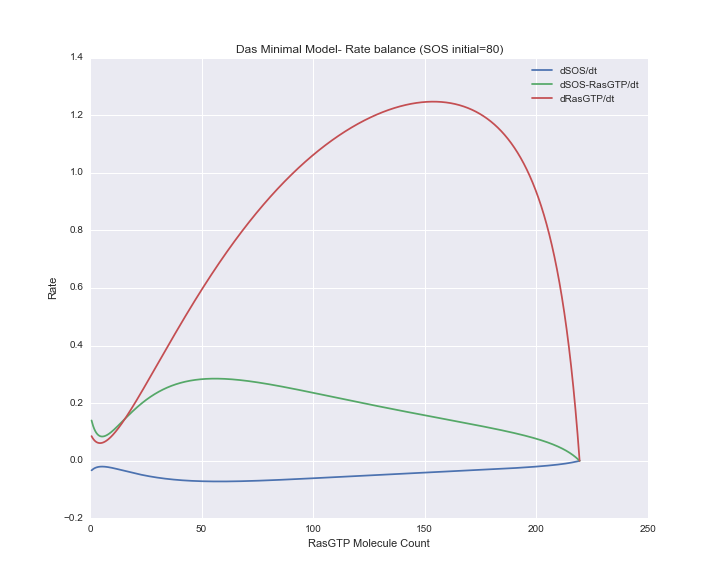 Das Minimal Model- Rate balance (SOS initial=80)
1.4
1.2
1.0
0.8
0.6
0.4
0.2
0.0
−0.2
Rate
dSOS/dt
dSOS-RasGTP/dt
dRasGTP/dt
0 50 100 150 200 250
RasGTP Molecule Count